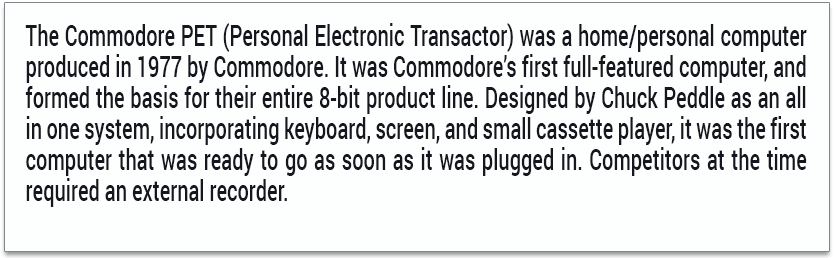 The Commodore PET (Personal Electronic Transactor) was a home/personal computer
produced in 1977 by Commodore. It was Commodore's first full-featured computer, and
formed the basis for their entire 8-bit product line. Designed by Chuck Peddle as an all
in one system, incorporating keyboard, screen, and small cassette player, it was the first
computer that was ready to go as soon as it was plugged in. Competitors at the time
required an external recorder.